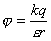 φ = kq / εr